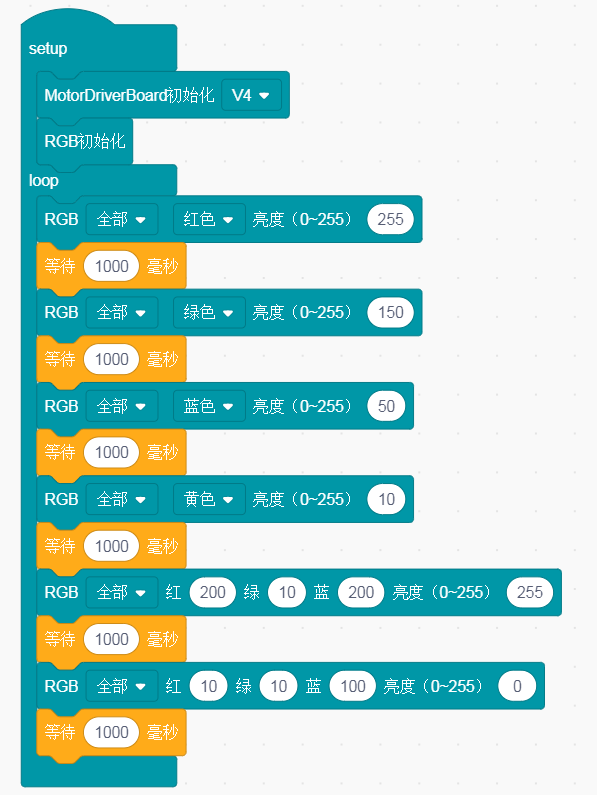 setup
MotorDriverBoard初始化 V4
RGB初始化
loop
RGB 全部 红色 亮度（0~255） 255
等待 1000 毫秒
RGB 全部 绿色 亮度（0~255） 150
等待 1000 毫秒
RGB 全部 蓝色 亮度（0~255） 50
等待 1000 毫秒
RGB 全部 黄色 亮度（0~255） 10
等待 1000 毫秒
RGB 全部 红 200 绿 10 蓝 200 亮度（0~255） 255
等待 1000 毫秒
RGB 全部 红 10 绿 10 蓝 100 亮度（0~255） 0
等待 1000 毫秒